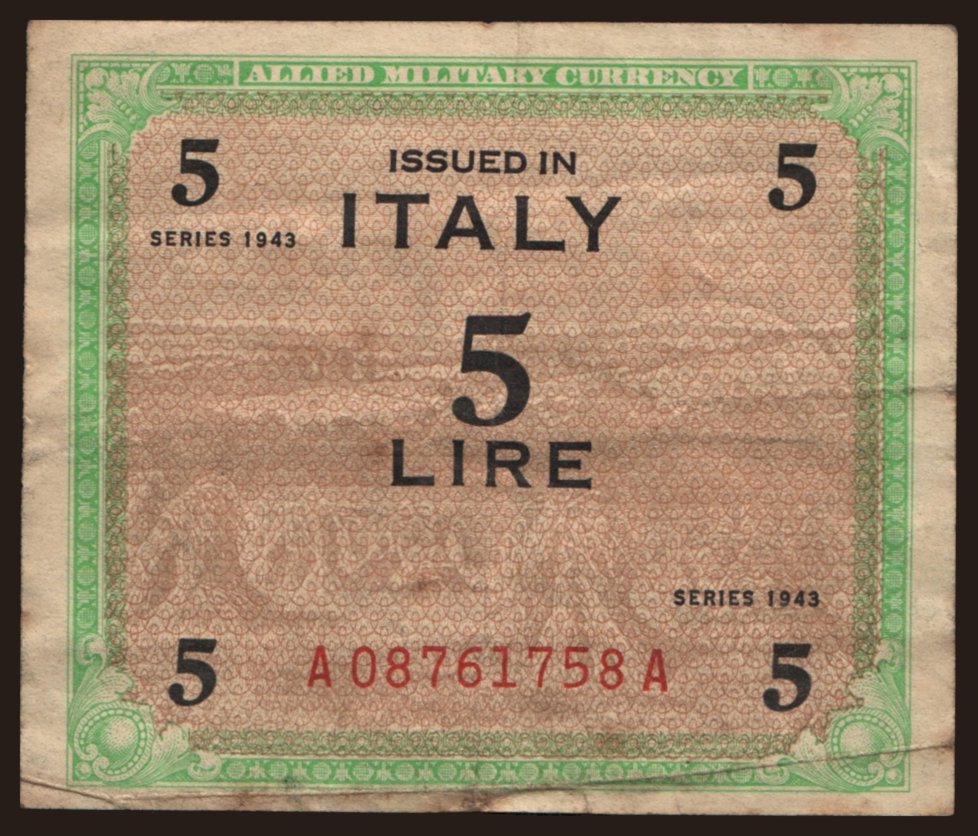 ALLIED MILITARY CURRENCY
5 ISSUED IN 5
ITALY
SERIES 1943
5
LIRE
SERIES 1943
5 A08761758A 5